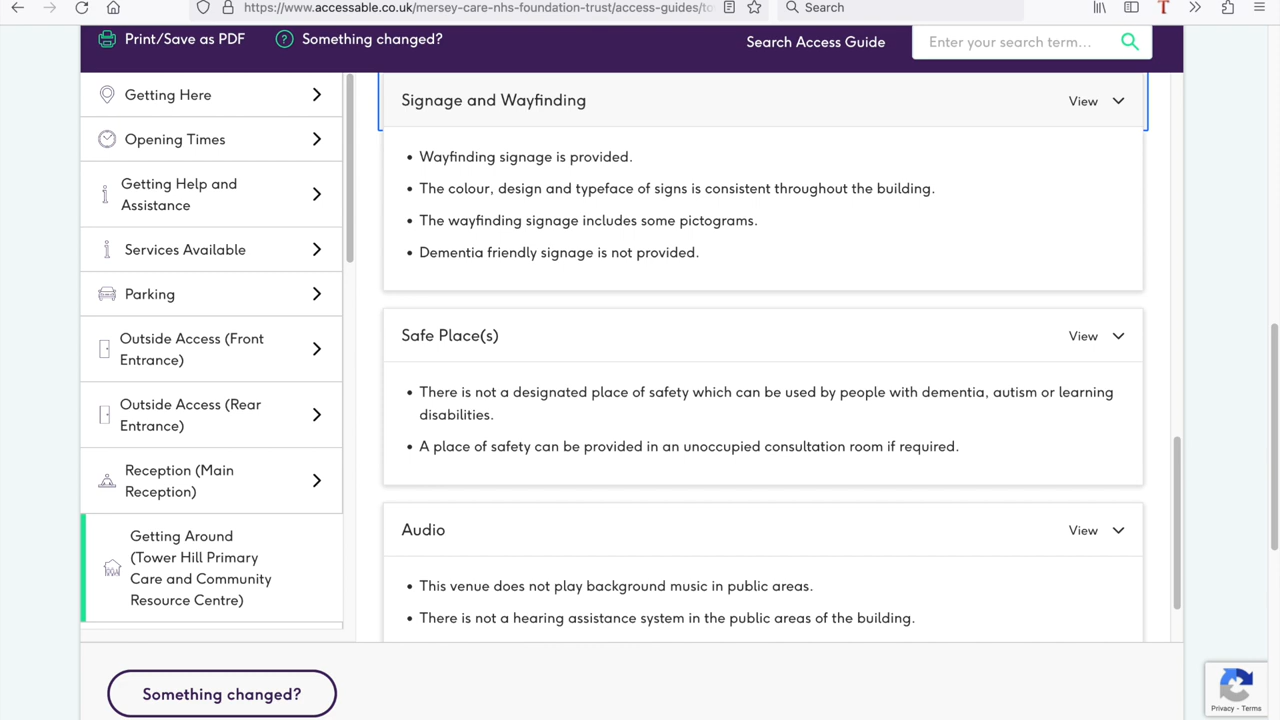 https://www.accessable.co.uk/mersey-care-nhs-foundation-trust/access-guides/to
Search
Print/Save as PDF
Something changed?
Search Access Guide
Enter your search term...
Getting Here
Opening Times
Getting Help and
Assistance
Services Available
Parking
Outside Access (Front
Entrance)
Outside Access (Rear
Entrance)
Reception (Main
Reception)
Getting Around
(Tower Hill Primary
Care and Community
Resource Centre)
Signage and Wayfinding
View
• Wayfinding signage is provided.
• The colour, design and typeface of signs is consistent throughout the building.
• The wayfinding signage includes some pictograms.
• Dementia friendly signage is not provided.
Safe Place(s)
View
• There is not a designated place of safety which can be used by people with dementia, autism or learning
disabilities.
• A place of safety can be provided in an unoccupied consultation room if required.
Audio
View
• This venue does not play background music in public areas.
• There is not a hearing assistance system in the public areas of the building.
Something changed?
Privacy - Terms